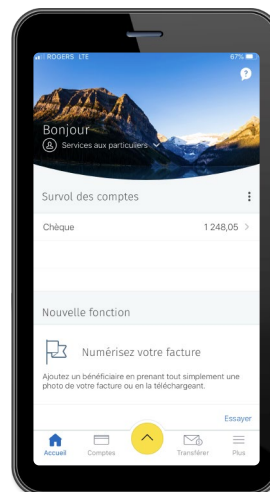 ROGERS LTE 67%
?
Bonjour
Services aux particuliers
Survol des comptes
Chèque 1 248,05
Nouvelle fonction
Numérisez votre facture
Ajoutez un bénéficiaire en prenant tout simplement une
photo de votre facture ou en la téléchargeant.
Essayer
Accueil Comptes Transférer Plus